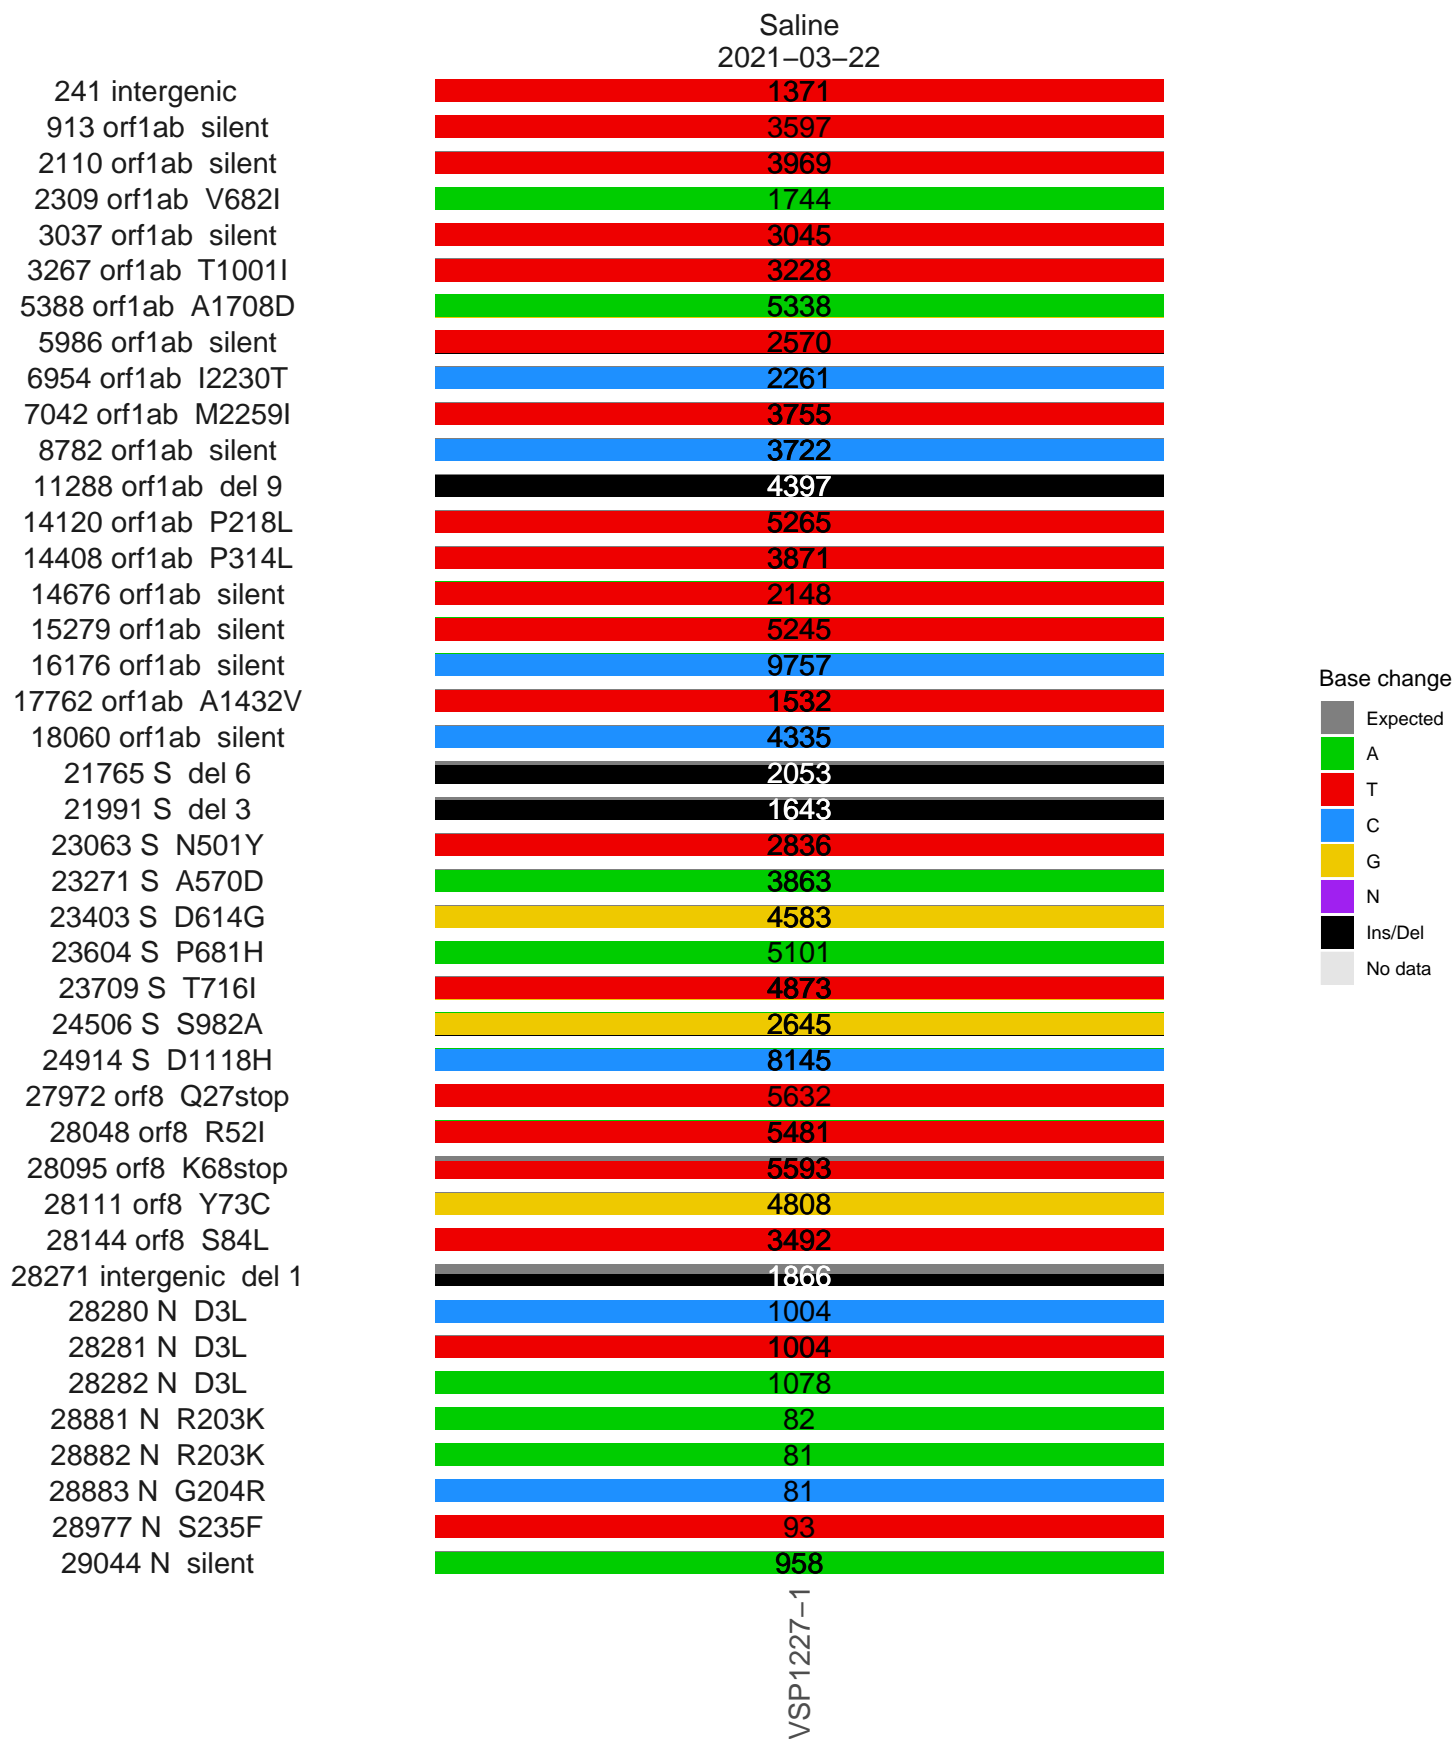 Saline
2021−03−22
241 intergenic 1371
913 orf1ab silent 3597
2110 orf1ab silent 3969
2309 orf1ab V682I 1744
3037 orf1ab silent 3045
3267 orf1ab T1001I 3228
5388 orf1ab A1708D 5338
5986 orf1ab silent 2570
6954 orf1ab I2230T 2261
7042 orf1ab M2259I 3755
8782 orf1ab silent 3722
11288 orf1ab del 9 4397
14120 orf1ab P218L 5265
14408 orf1ab P314L 3871
14676 orf1ab silent 2148
15279 orf1ab silent 5245
16176 orf1ab silent 9757
17762 orf1ab A1432V 1532
18060 orf1ab silent 4335
21765 S del 6 2053
21991 S del 3 1643
23063 S N501Y 2836
23271 S A570D 3863
23403 S D614G 4583
23604 S P681H 5101
23709 S T716I 4873
24506 S S982A 2645
24914 S D1118H 8145
27972 orf8 Q27stop 5632
28048 orf8 R52I 5481
28095 orf8 K68stop 5593
28111 orf8 Y73C 4808
28144 orf8 S84L 3492
28271 intergenic del 1 1866
28280 N D3L 1004
28281 N D3L 1004
28282 N D3L 1078
28881 N R203K 82
28882 N R203K 81
28883 N G204R 81
28977 N S235F 93
29044 N silent 958
VSP1227−1
Base change
Expected
A
T
C
G
N
Ins/Del
No data